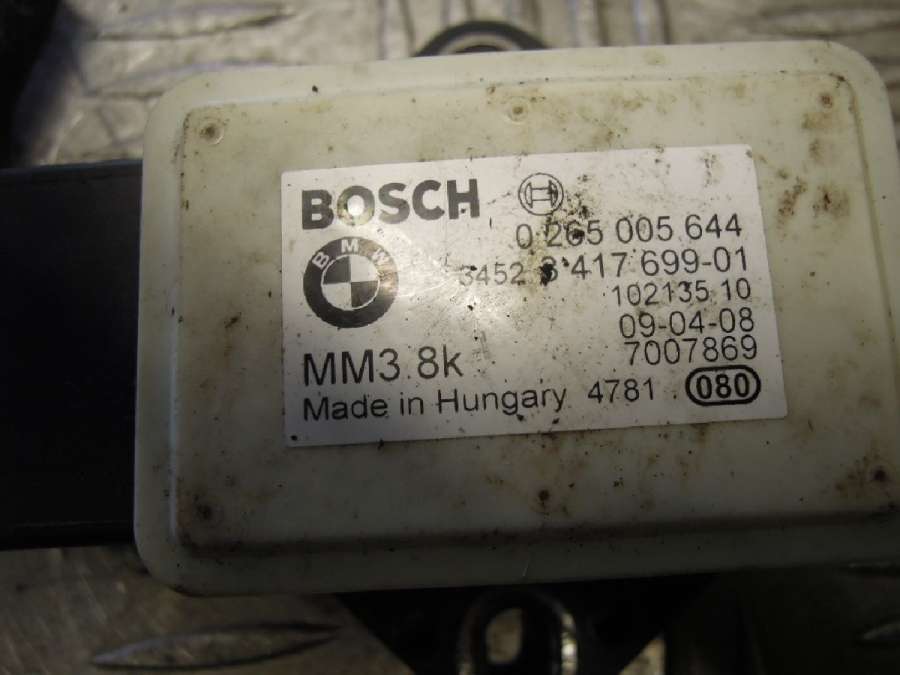 BOSCH
0 265 005 644
BMW
3452 3 417 699-01
102135 10
09-04-08
MM3.8k
7007869
Made in Hungary 4781 080